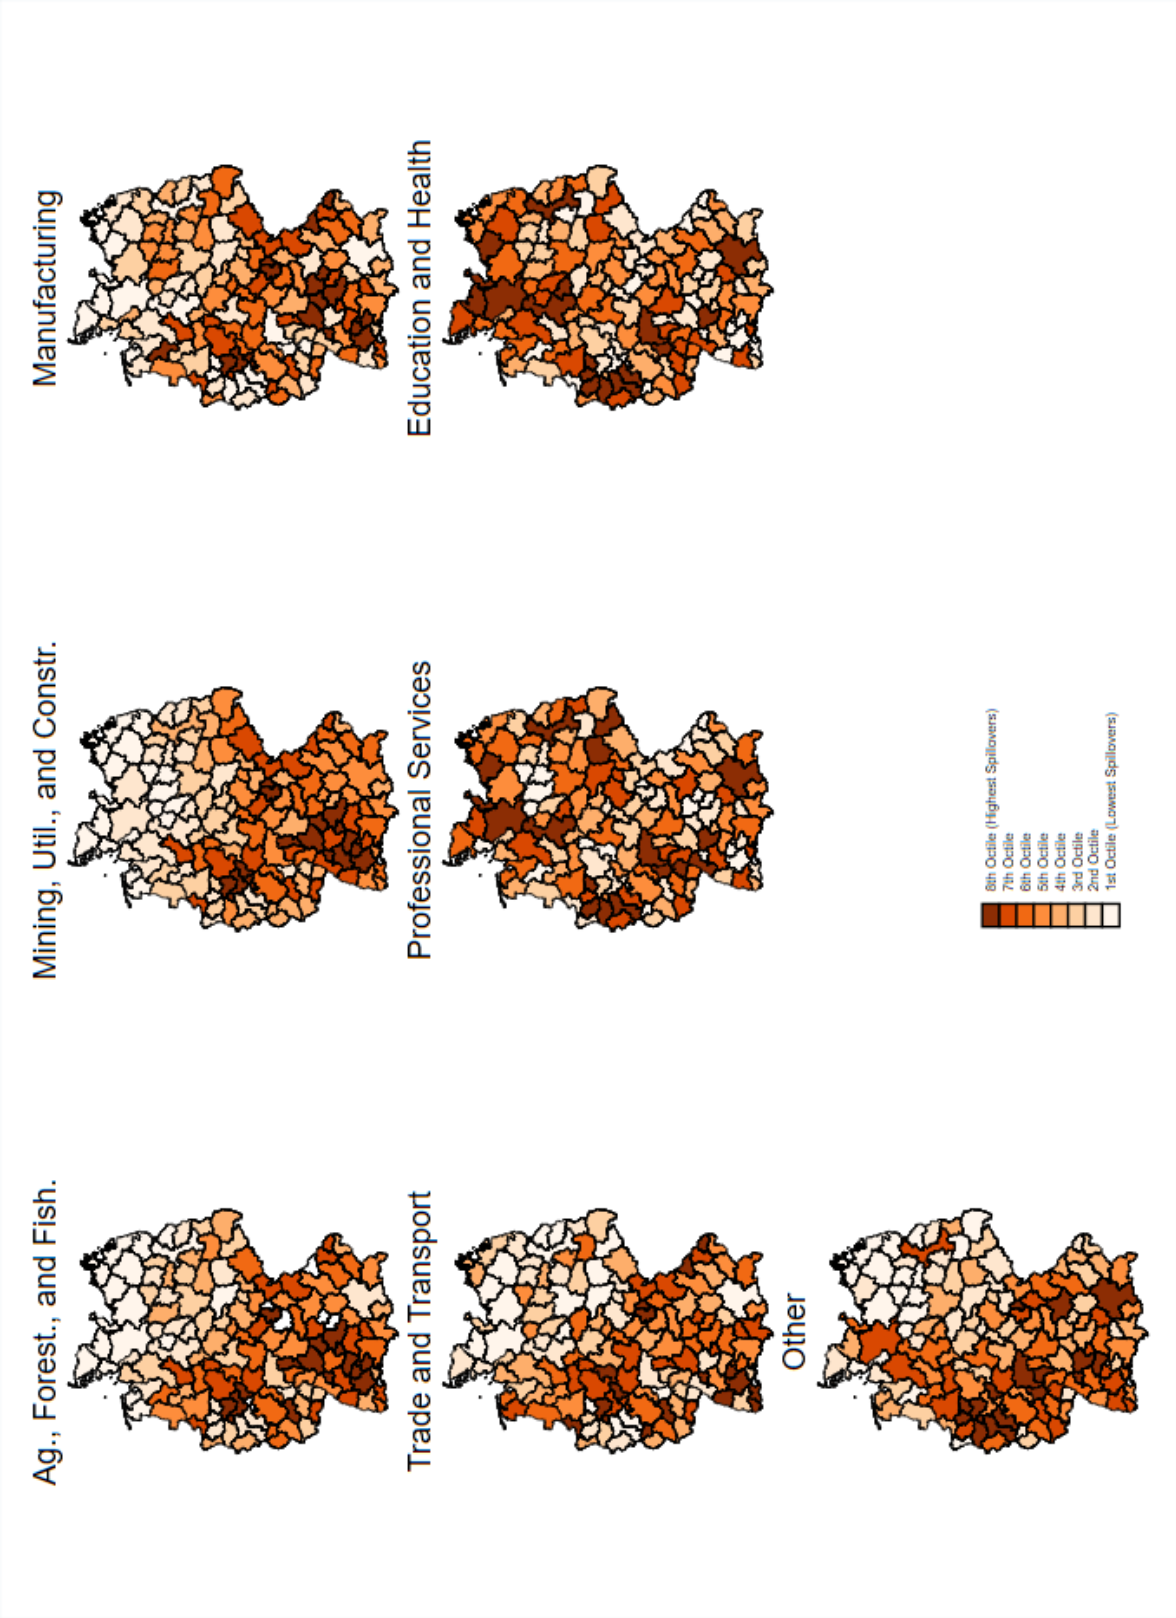 Ag., Forest., and Fish.
Mining, Util., and Constr.
Manufacturing
Trade and Transport
Professional Services
Education and Health
Other
8th Octile (Highest Spillovers)
7th Octile
6th Octile
5th Octile
4th Octile
3rd Octile
2nd Octile
1st Octile (Lowest Spillovers)